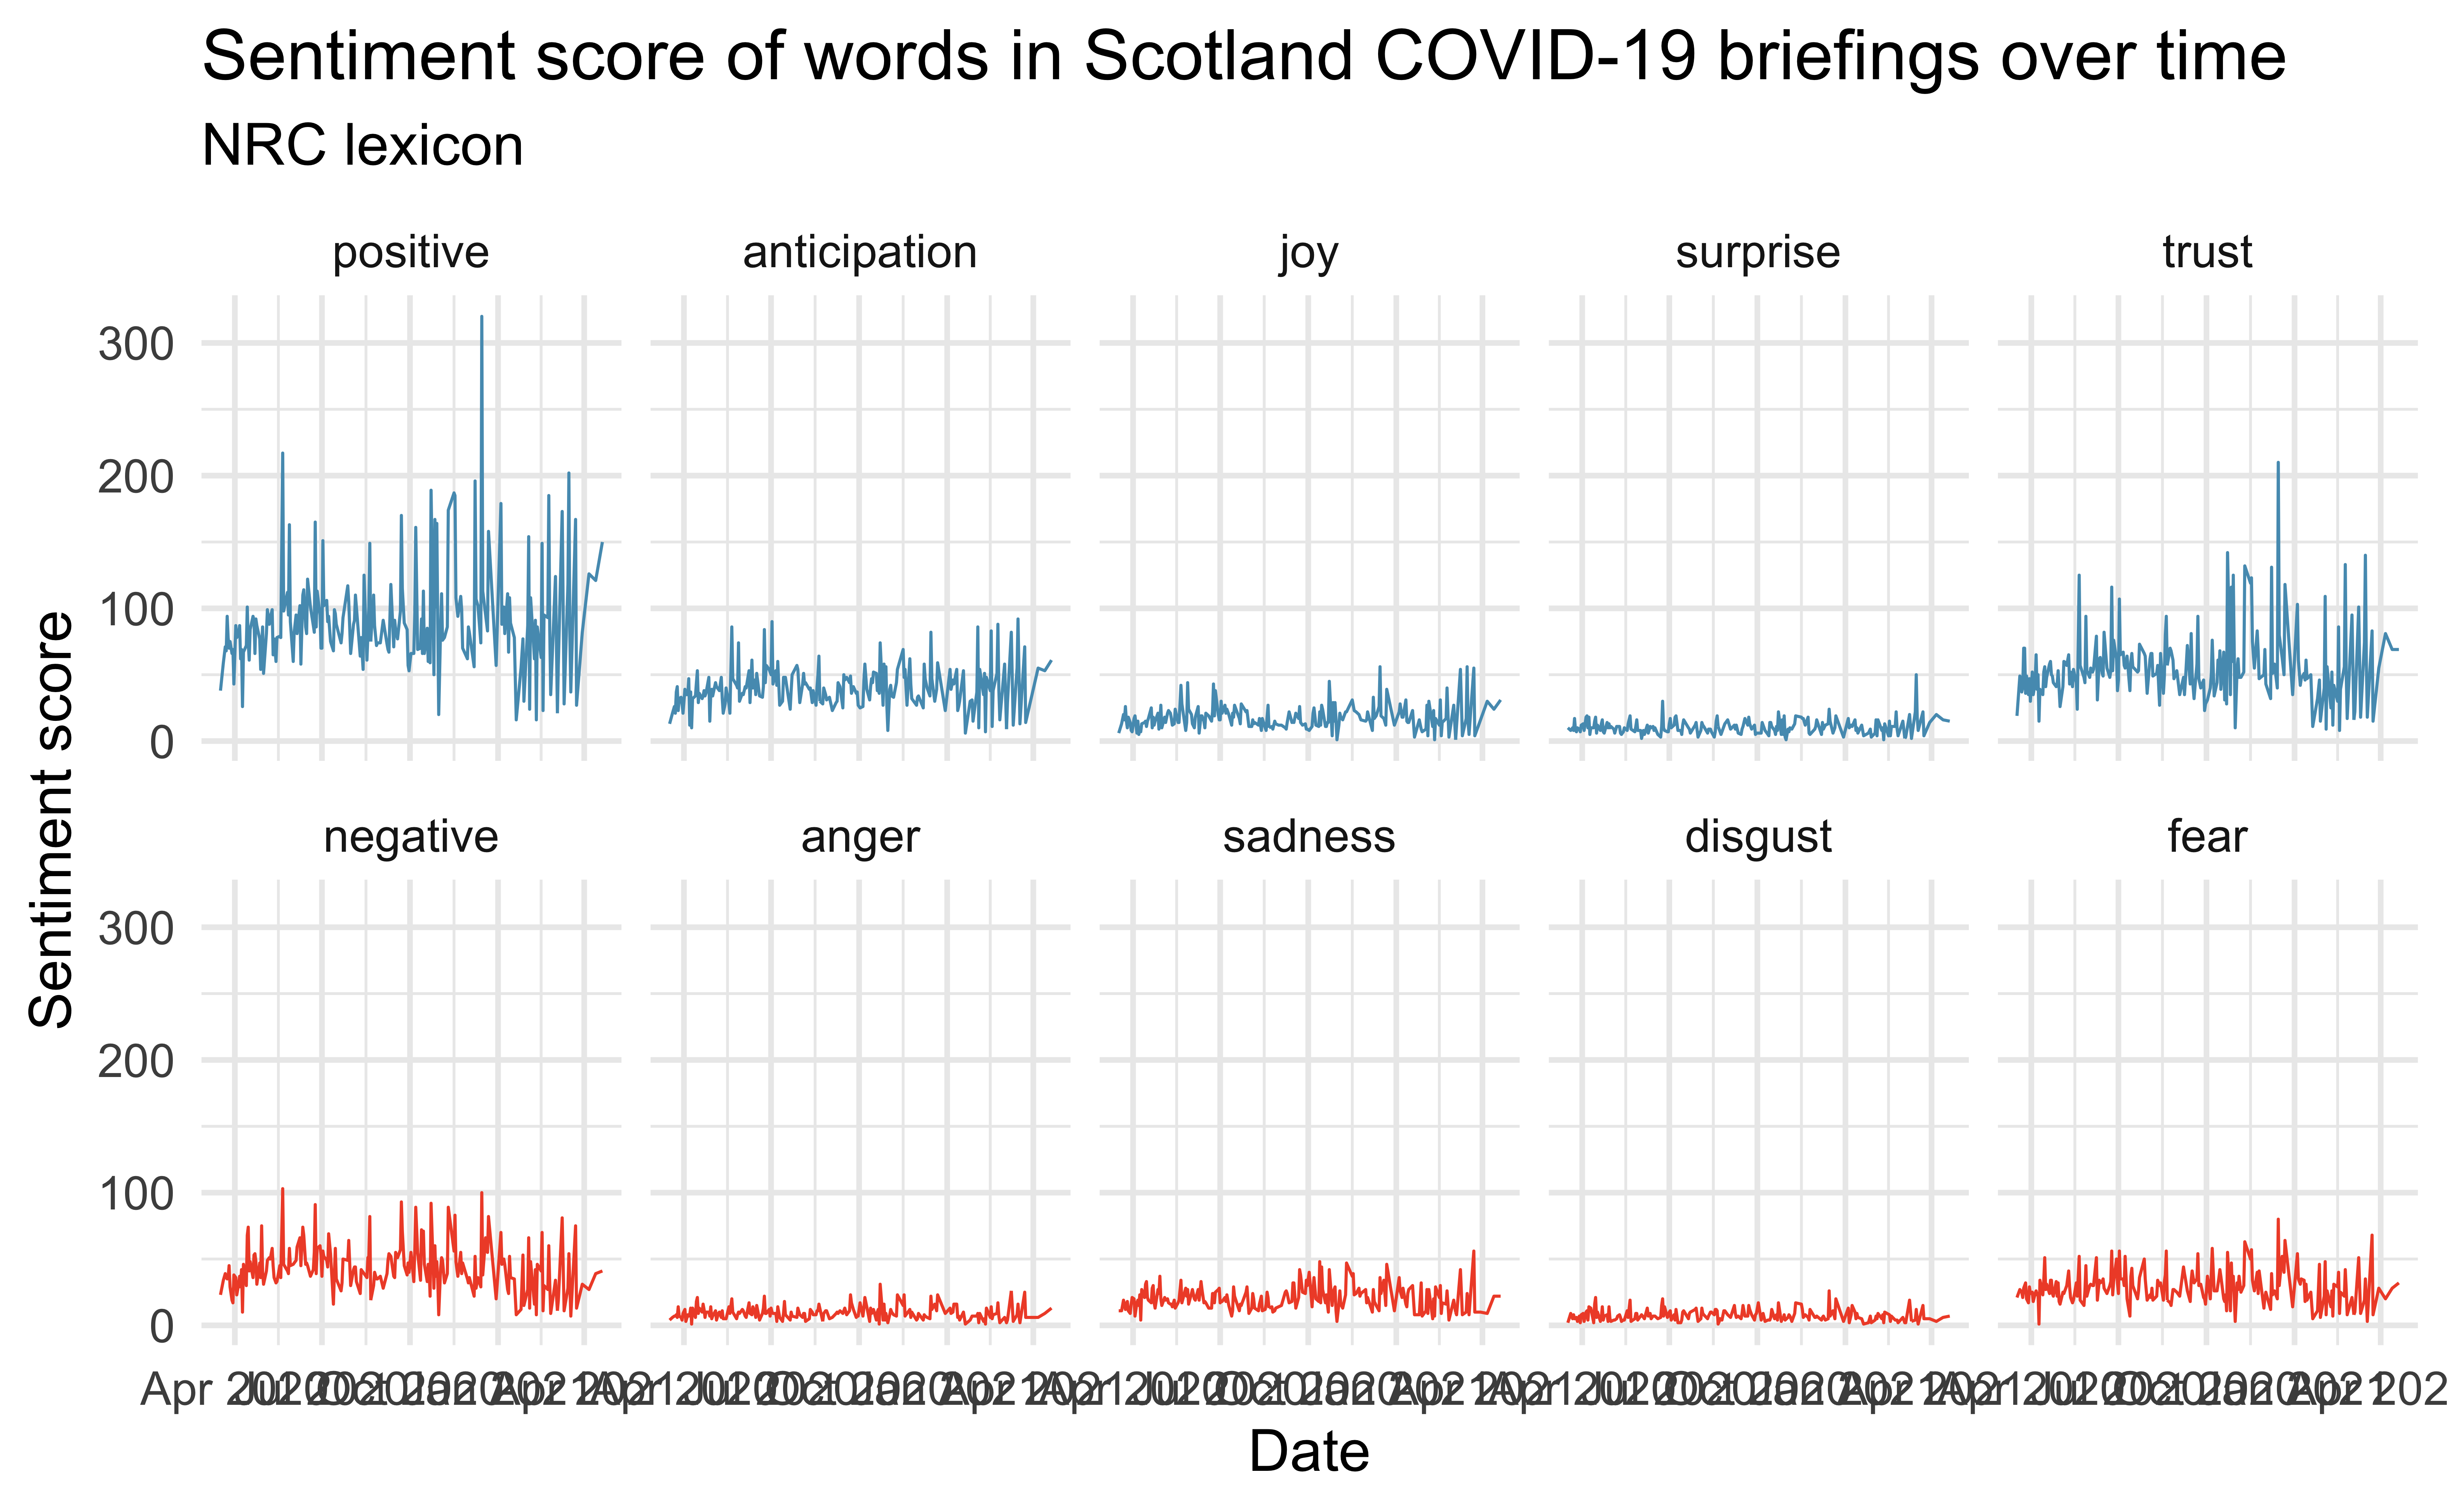 Sentiment score of words in Scotland COVID-19 briefings over time
NRC lexicon
positive anticipation joy surprise trust
300
200
100
0
negative anger sadness disgust fear
300
200
100
0
Sentiment score
Date